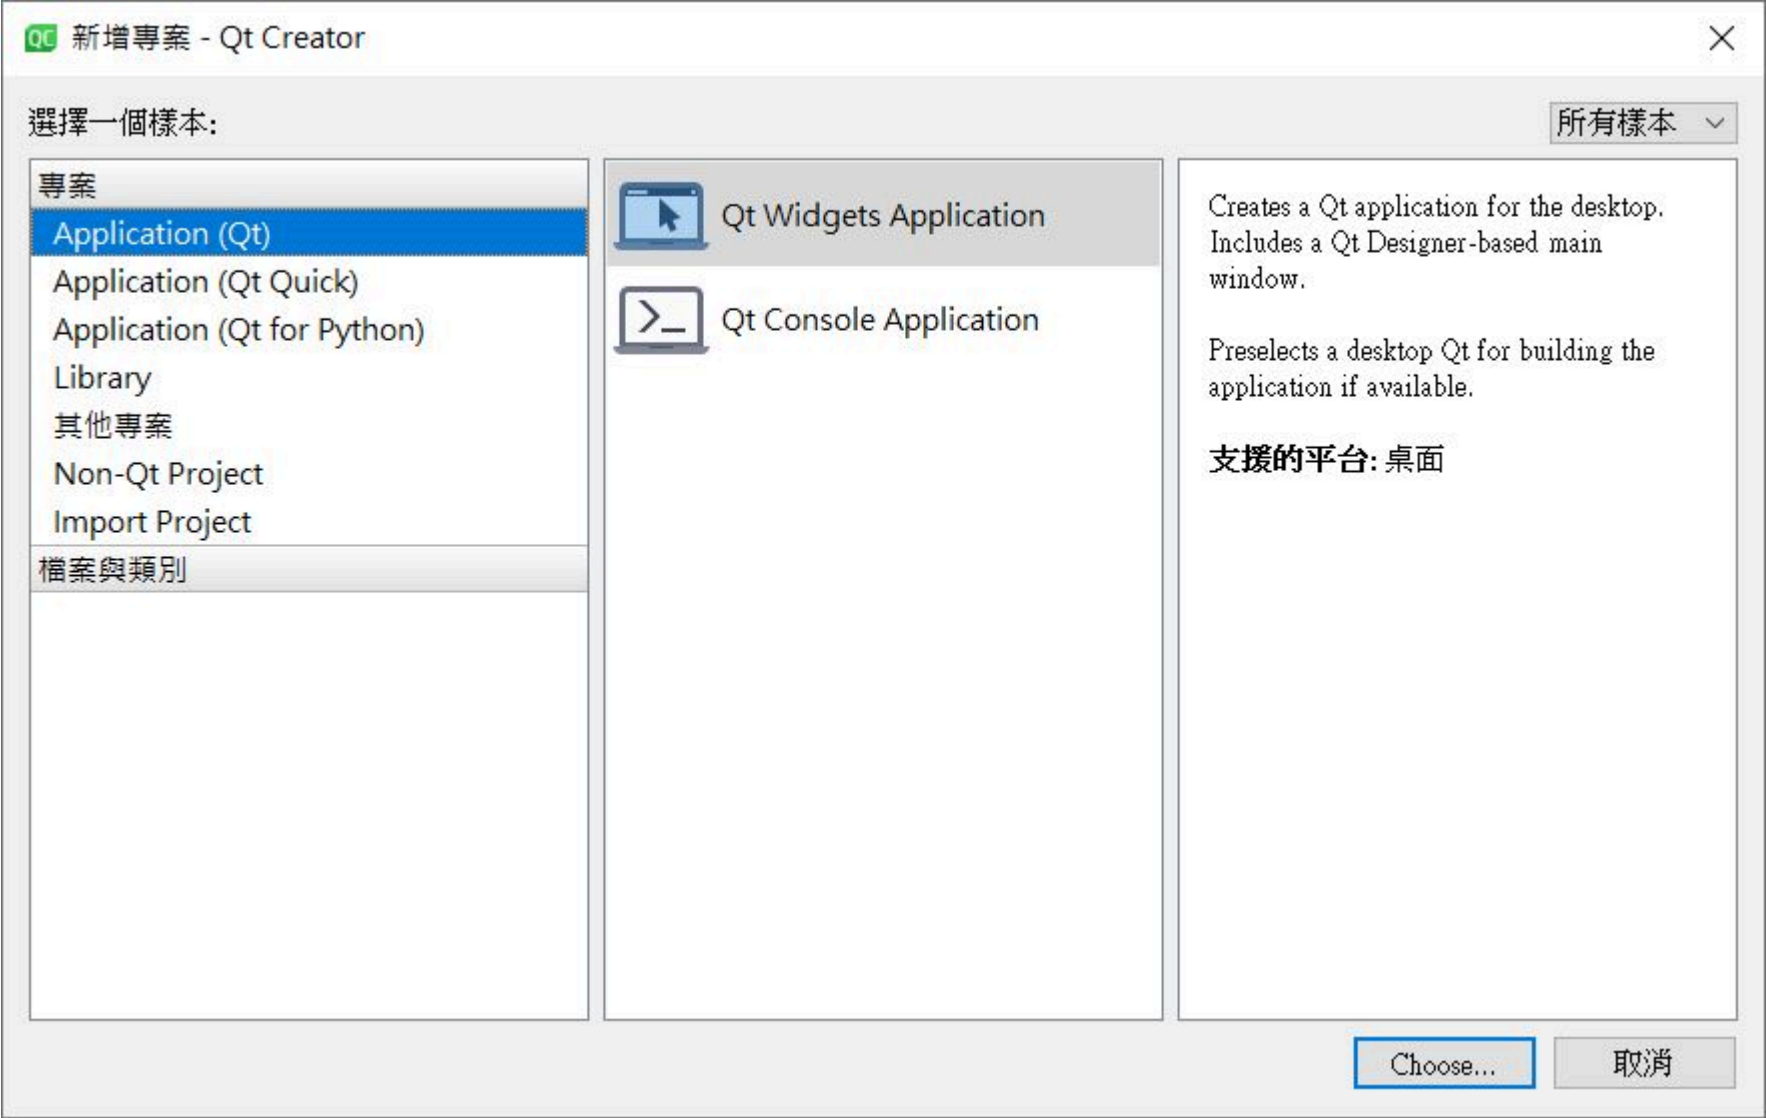 QC 新增專案 - Qt Creator
選擇一個樣本:
所有樣本
專案
Application (Qt)
Application (Qt Quick)
Application (Qt for Python)
Library
其他專案
Non-Qt Project
Import Project
檔案與類別
Qt Widgets Application
Qt Console Application
Creates a Qt application for the desktop.
Includes a Qt Designer-based main
window.
Preselects a desktop Qt for building the
application if available.
支援的平台: 桌面
Choose...
取消